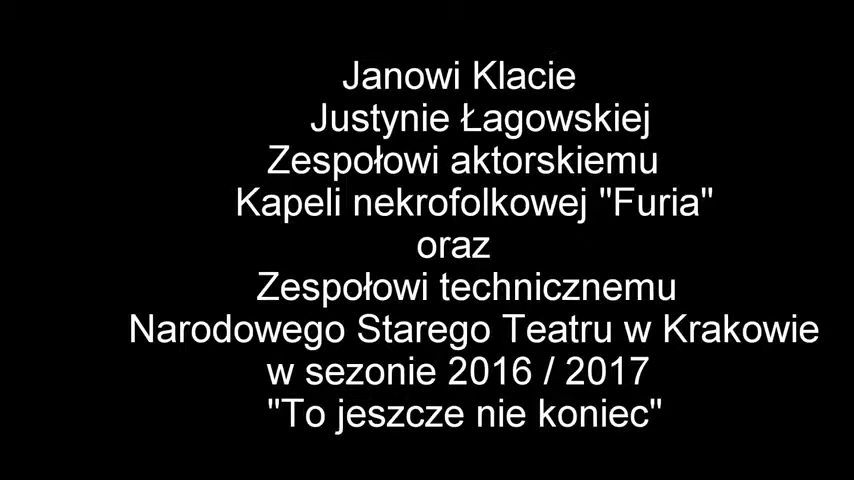 Janowi Klacie
Justynie Łagowskiej
Zespołowi aktorskiemu
Kapeli nekrofolkowej "Furia"
oraz
Zespołowi technicznemu
Narodowego Starego Teatru w Krakowie
w sezonie 2016 / 2017
"To jeszcze nie koniec"